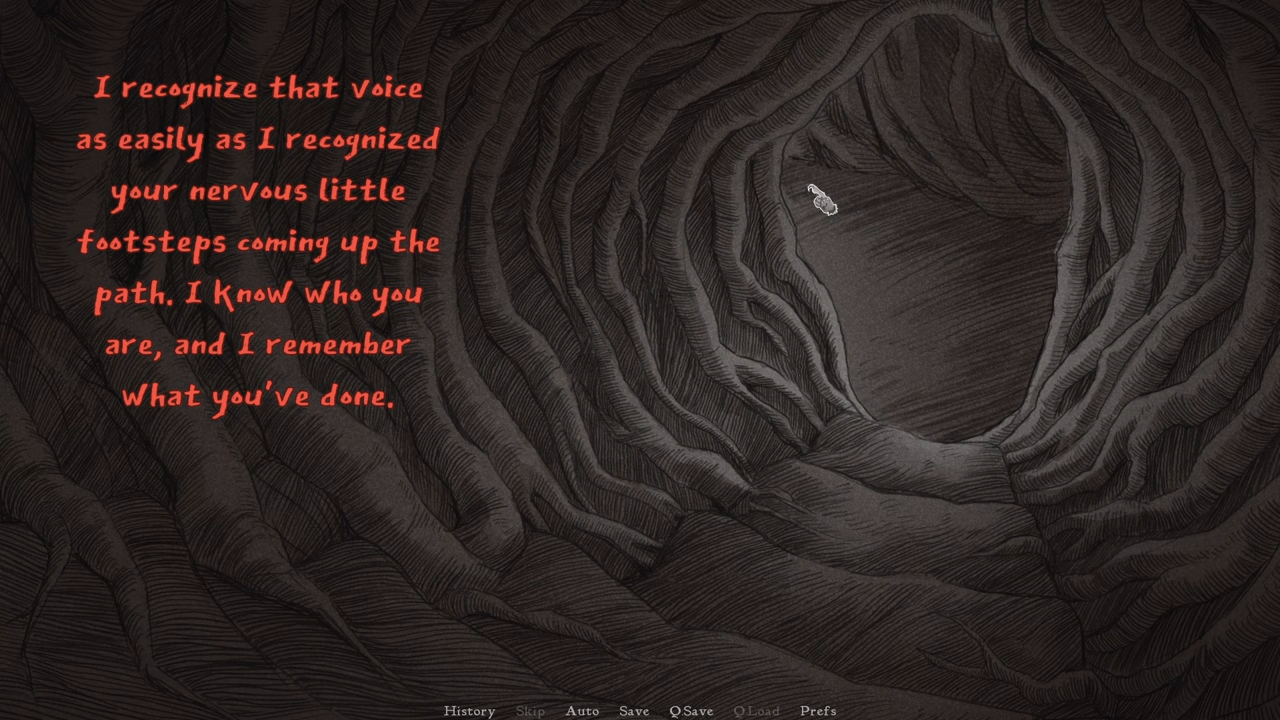 I recognize that voice
as easily as I recognized
your nervous little
footsteps coming up the
path. I know who you
are, and I remember
what you've done.
History Skip Auto Save Q.Save Q.Load Prefs